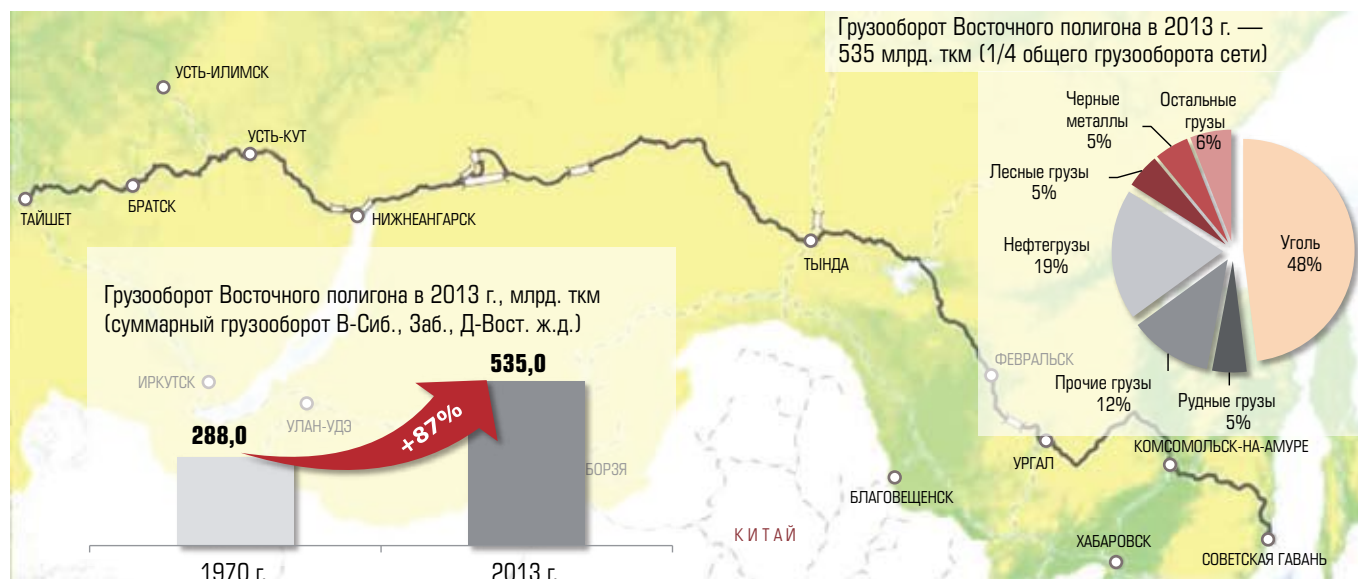 Грузооборот Восточного полигона в 2013 г. —
535 млрд. ткм (1/4 общего грузооборота сети)
Черные
металлы
5%
Остальные
грузы
6%
Лесные грузы
5%
Нефтегрузы
19%
Уголь
48%
Прочие грузы
12%
Рудные грузы
5%
УСТЬ-ИЛИМСК
УСТЬ-КУТ
БРАТСК
ТАЙШЕТ
НИЖНЕАНГАРСК
ТЫНДА
Грузооборот Восточного полигона в 2013 г., млрд. ткм
(суммарный грузооборот В-Сиб., Заб., Д-Вост. ж.д.)
535,0
ИРКУТСК
УЛАН-УДЭ
+87%
288,0
БОРЗЯ
1970 г.
2013 г.
ФЕВРАЛЬСК
УРГАЛ
КОМСОМОЛЬСК-НА-АМУРЕ
БЛАГОВЕЩЕНСК
КИТАЙ
ХАБАРОВСК
СОВЕТСКАЯ ГАВАНЬ